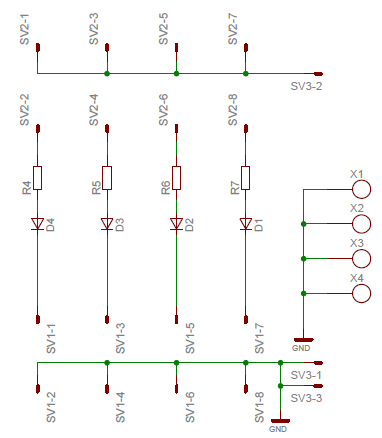 SV2-1
SV2-3
SV2-5
SV2-7
SV3-2
SV2-2
SV2-4
SV2-6
SV2-8
R4
R5
R6
R7
X1
X2
X3
X4
D4
D3
D2
D1
SV1-1
SV1-3
SV1-5
SV1-7
GND
SV3-1
SV3-3
SV1-2
SV1-4
SV1-6
SV1-8
GND